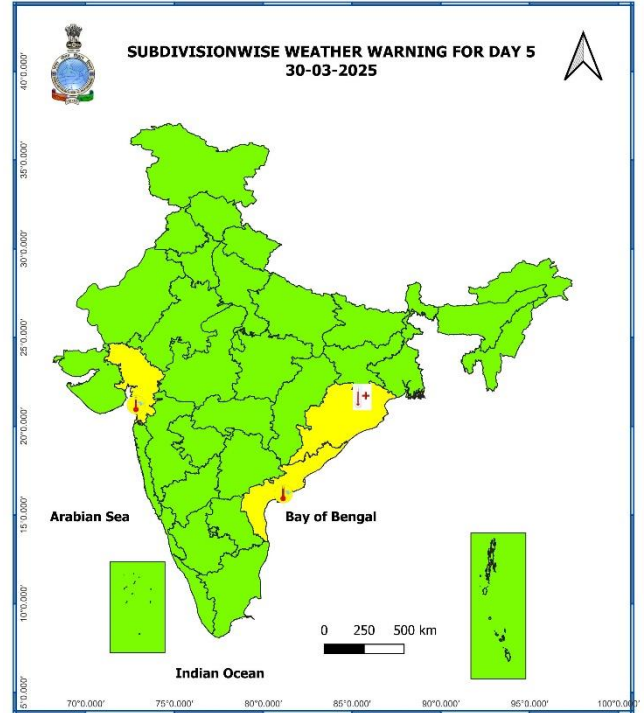 SUBDIVISIONWISE WEATHER WARNING FOR DAY 5
30-03-2025
40°0.000'
35°0.000'
30°0.000'
25°0.000'
20°0.000'
15°0.000'
10°0.000'
5°0.000'
Arabian Sea
Bay of Bengal
0 250 500 km
Indian Ocean
70°0.000' 75°0.000' 80°0.000' 85°0.000' 90°0.000' 95°0.000' 100°0.000'